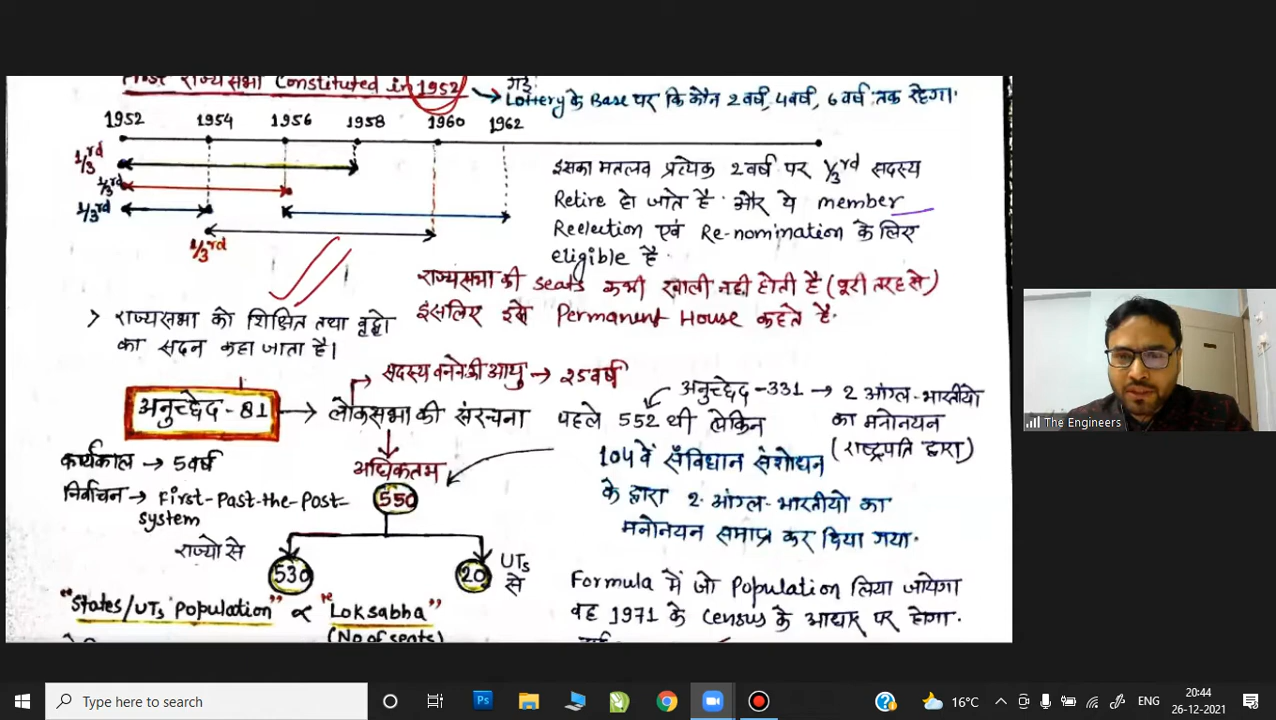 First राज्यसभा Constituted in 1952
गई.
Lottery के Base पर कि कौन 2 वर्ष, 4 वर्ष, 6 वर्ष तक रहेगा.
1952 1954 1956 1958 1960 1962
1/3rd
1/3rd
1/3rd
1/3rd
इसका मतलब प्रत्येक 2 वर्ष पर 1/3rd सदस्य
Retire हो जाते है. और ये member
Reelection एवं Re-nomination के लिए
eligible है.
राज्यसभा की seats कभी खाली नही होती है (पूरी तरह से)
इसलिए इसे Permanent House कहते है.
> राज्यसभा को शिक्षित तथा वृद्धो
का सदन कहा जाता है।
सदस्य बनने की आयु → 25 वर्ष
अनुच्छेद-81 → लोकसभा की संरचना
पहले 552 थी लेकिन
अनुच्छेद-331 → 2 आंग्ल-भारतीयो
का मनोनयन
(राष्ट्रपति द्वारा)
104 वें संविधान संशोधन
के द्वारा 2 आंग्ल-भारतीयो का
मनोनयन समाप्त कर दिया गया.
कार्यकाल → 5 वर्ष
निर्वाचन → First-Past-the-Post-
system
अधिकतम
550
राज्यो से
530
20
UTs
से
"States/UTs Population" ∝ "Loksabha"
(No of seats)
Formula में जो Population लिया जायेगा
वह 1971 के Census के आधार पर होगा.
The Engineers
Type here to search
Ps
16°C
ENG
20:44
26-12-2021
3